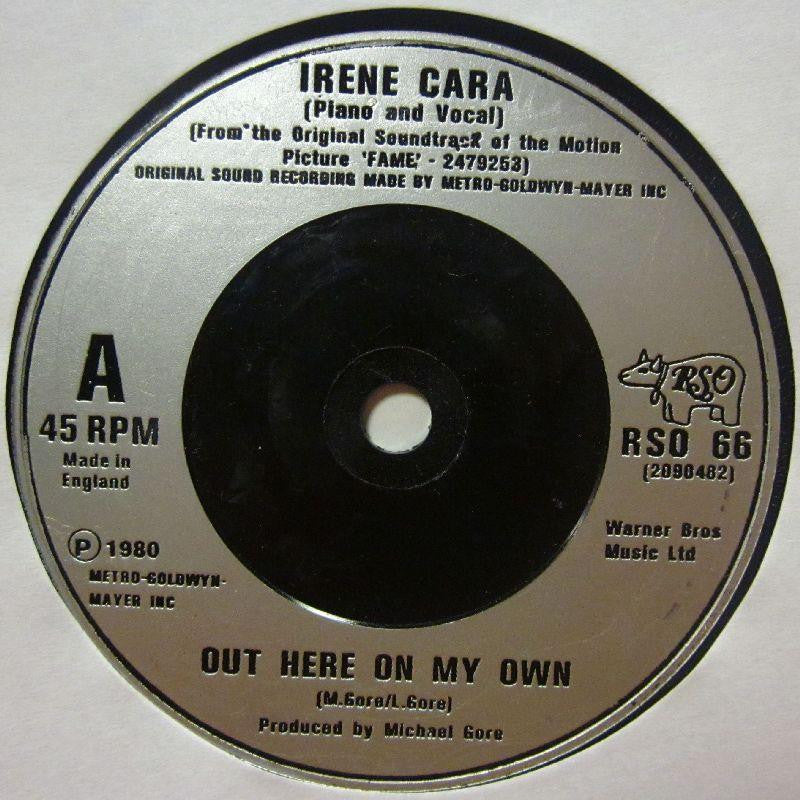 IRENE CARA
(Piano and Vocal)
(From the Original Soundtrack of the Motion
Picture 'FAME' - 2479253)
ORIGINAL SOUND RECORDING MADE BY METRO-GOLDWYN-MAYER INC
A
45 RPM
Made in
England
Ⓟ 1980
METRO-GOLDWYN-
MAYER INC
RSO
RSO 66
(2090482)
Warner Bros
Music Ltd
OUT HERE ON MY OWN
(M.Gore/L.Gore)
Produced by Michael Gore